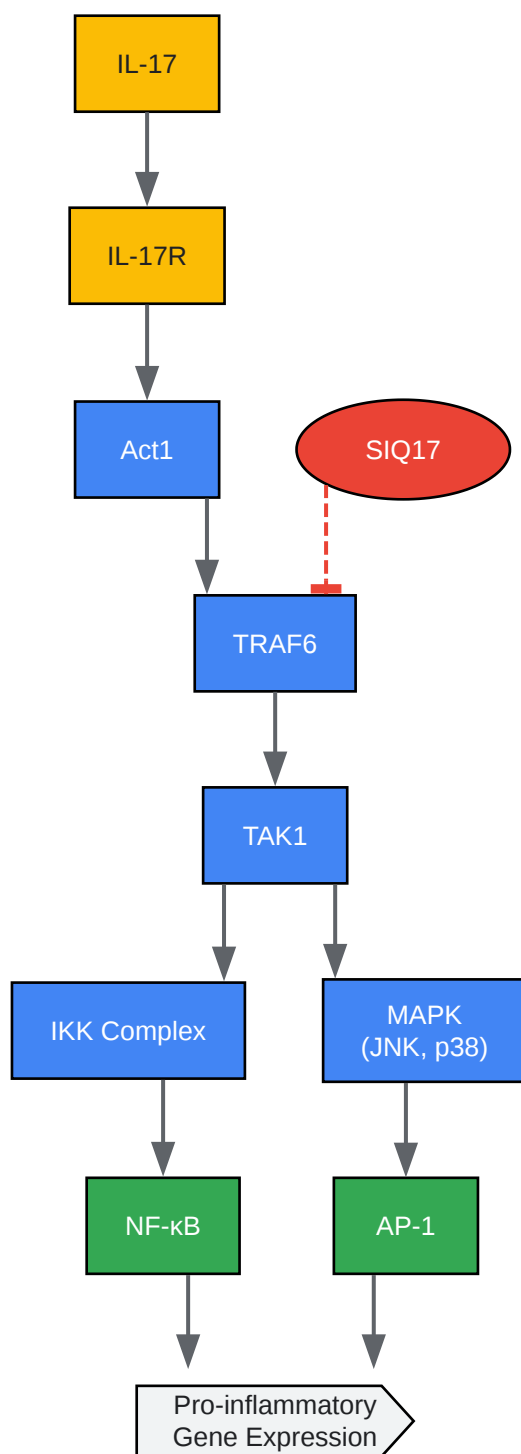 IL-17
IL-17R
Act1
SIQ17
TRAF6
TAK1
IKK Complex
MAPK
(JNK, p38)
NF-κB
AP-1
Pro-inflammatory
Gene Expression